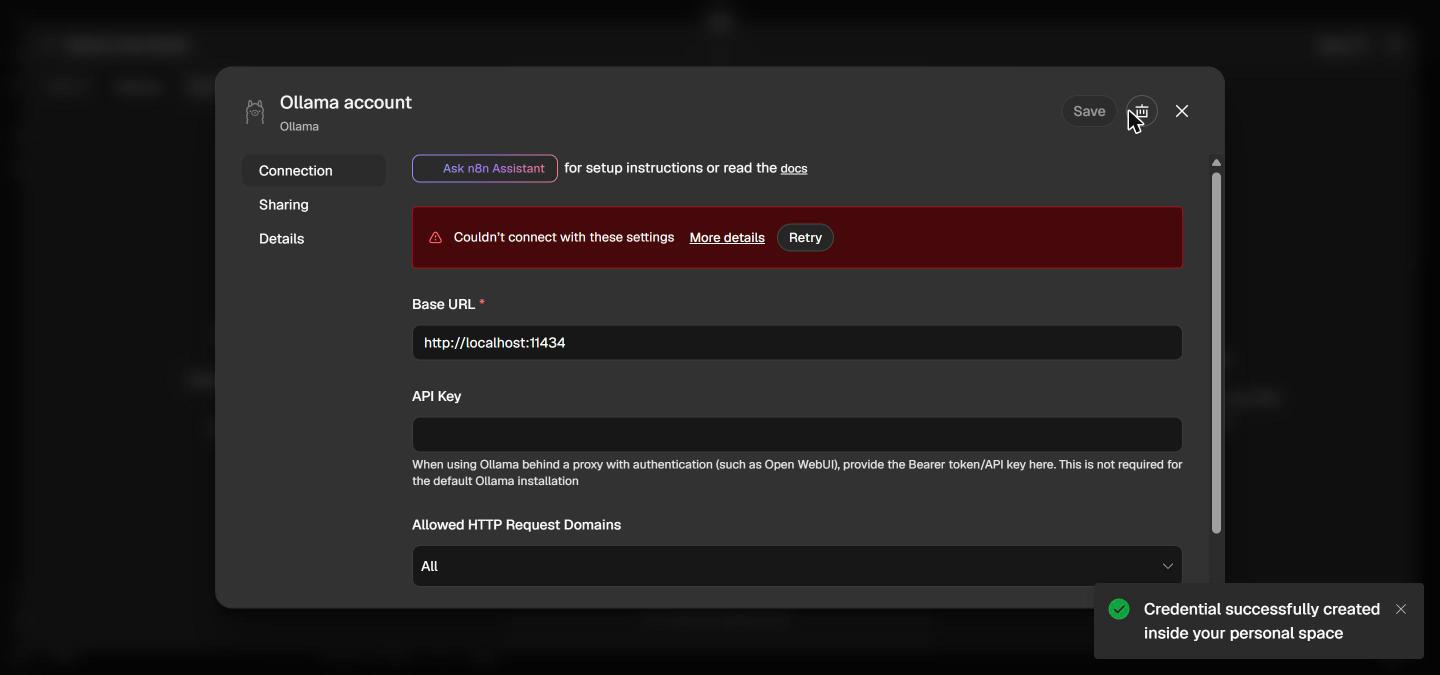 Ollama account
Ollama
Save
Connection
Sharing
Details
Ask n8n Assistant for setup instructions or read the docs
Couldn't connect with these settings More details Retry
Base URL *
http://localhost:11434
API Key
When using Ollama behind a proxy with authentication (such as Open WebUI), provide the Bearer token/API key here. This is not required for
the default Ollama installation
Allowed HTTP Request Domains
All
Credential successfully created
inside your personal space